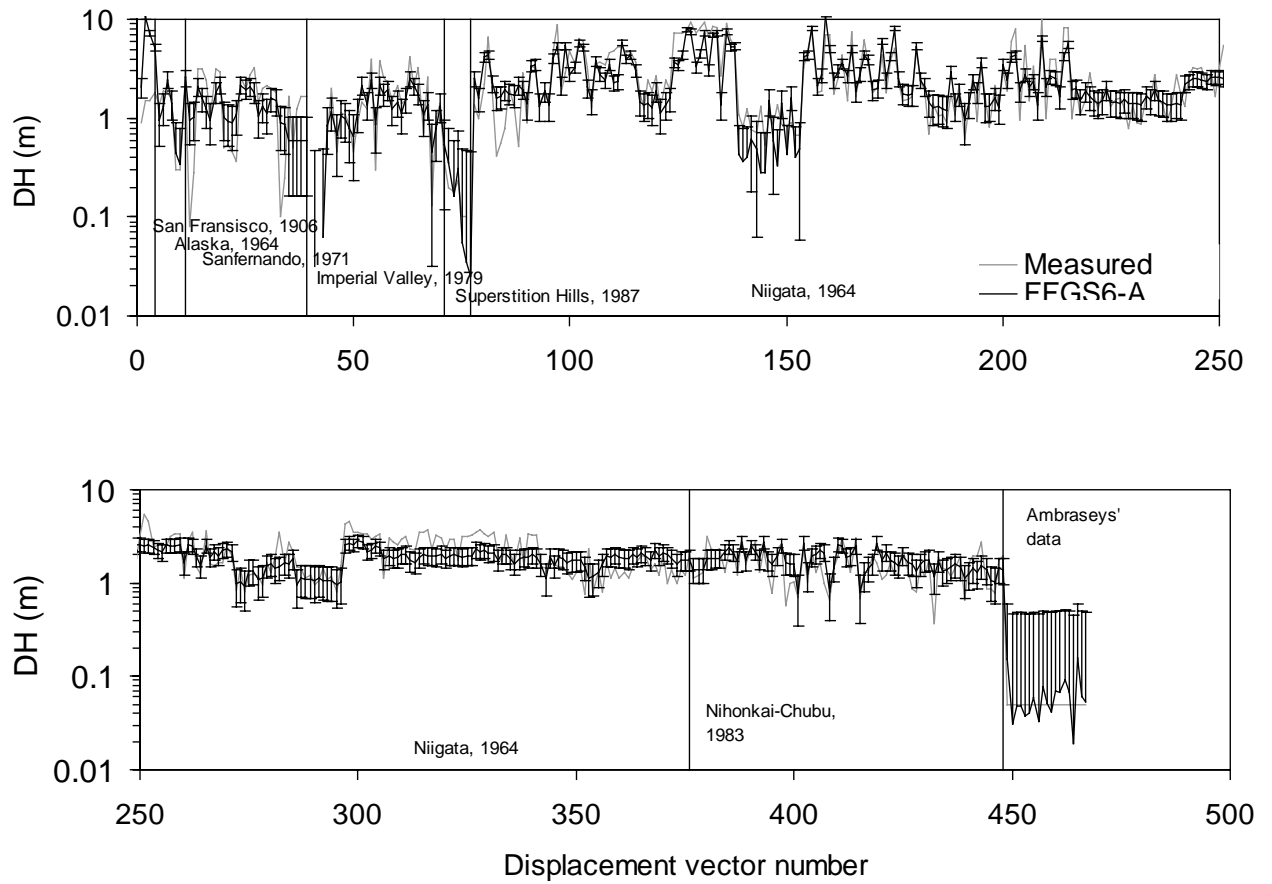 10
1
0.1
0.01
DH (m)
San Fransisco, 1906
Alaska, 1964
Sanfernando, 1971
Imperial Valley, 1979
Superstition Hills, 1987
Niigata, 1964
Measured
EFGS6-A
0 50 100 150 200 250
10
1
0.1
0.01
DH (m)
Ambraseys'
data
Nihonkai-Chubu,
1983
Niigata, 1964
250 300 350 400 450 500
Displacement vector number